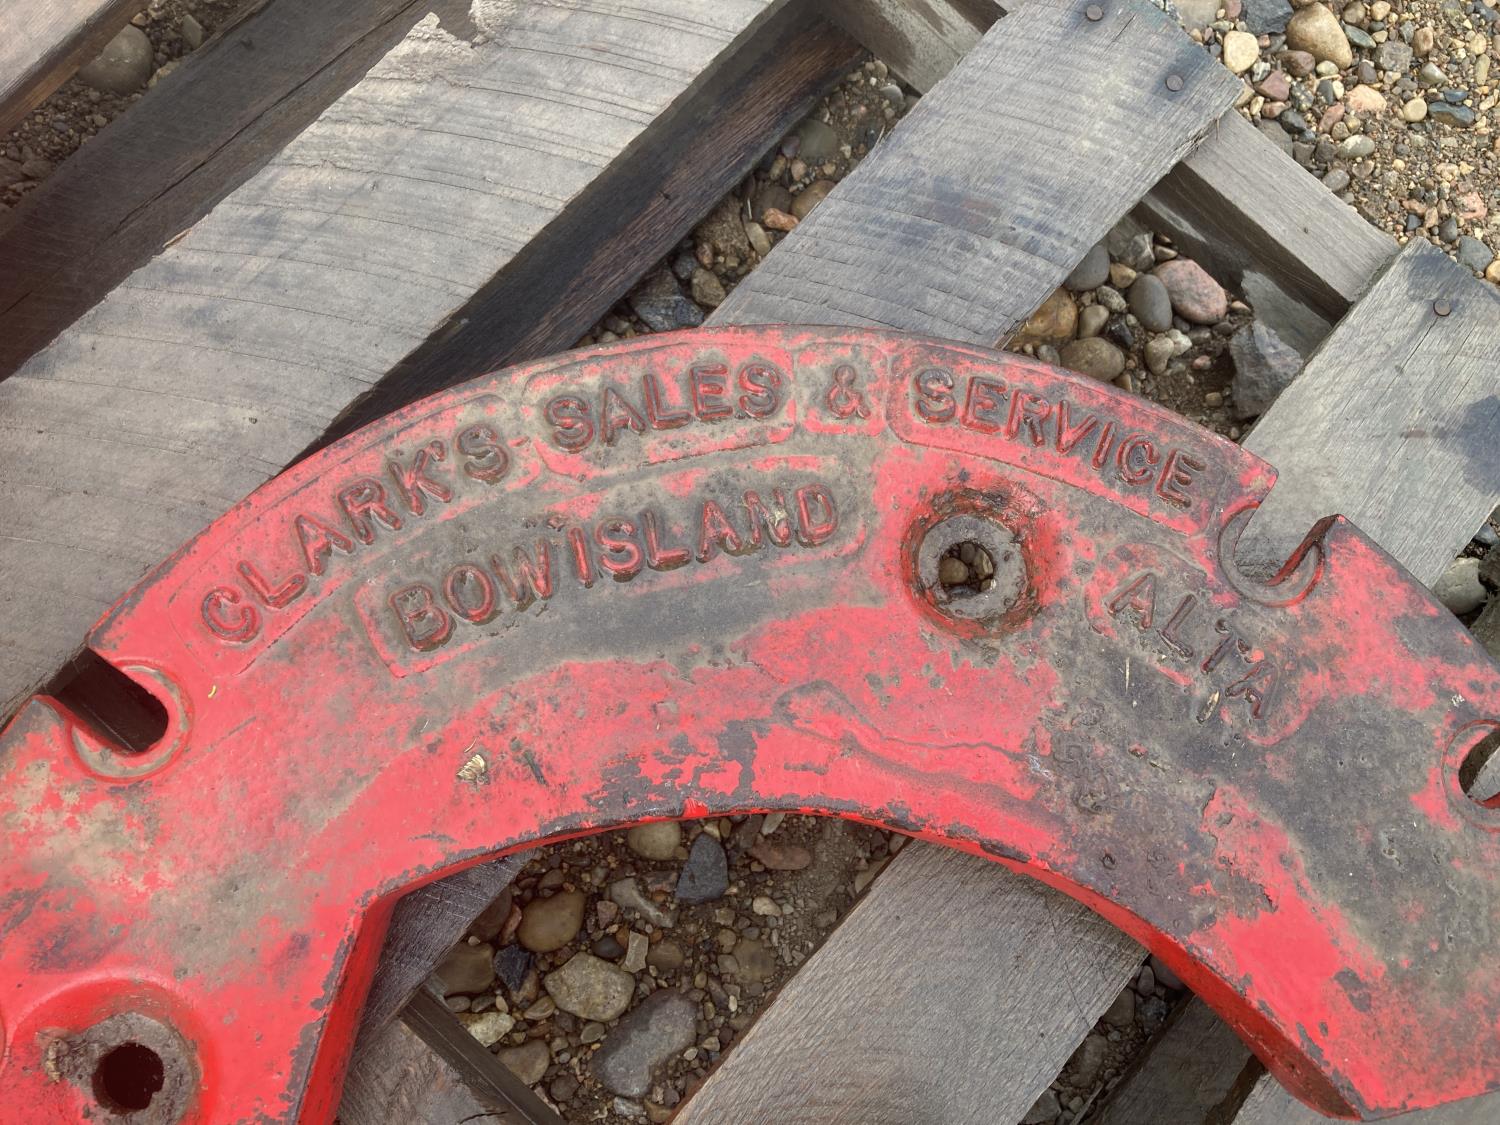 CLARK'S SALES & SERVICE
BOW ISLAND ALTA